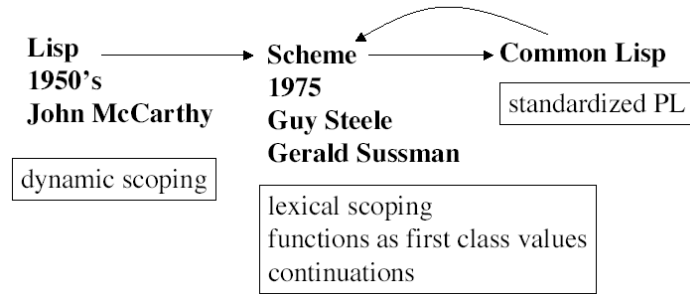 Lisp
1950's
John McCarthy
dynamic scoping
Scheme
1975
Guy Steele
Gerald Sussman
lexical scoping
functions as first class values
continuations
Common Lisp
standardized PL